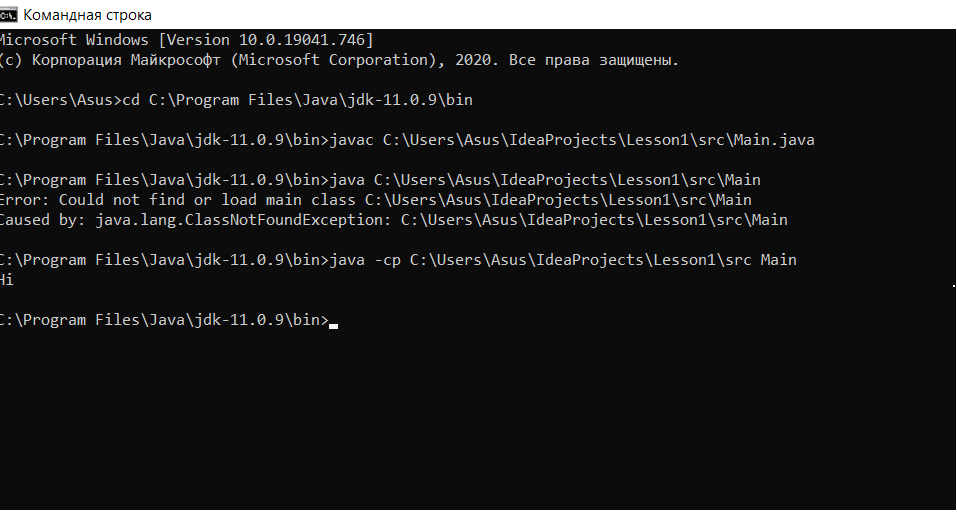 Командная строка
Microsoft Windows [Version 10.0.19041.746]
(c) Корпорация Майкрософт (Microsoft Corporation), 2020. Все права защищены.
C:\Users\Asus>cd C:\Program Files\Java\jdk-11.0.9\bin
C:\Program Files\Java\jdk-11.0.9\bin>javac C:\Users\Asus\IdeaProjects\Lesson1\src\Main.java
C:\Program Files\Java\jdk-11.0.9\bin>java C:\Users\Asus\IdeaProjects\Lesson1\src\Main
Error: Could not find or load main class C:\Users\Asus\IdeaProjects\Lesson1\src\Main
Caused by: java.lang.ClassNotFoundException: C:\Users\Asus\IdeaProjects\Lesson1\src\Main
C:\Program Files\Java\jdk-11.0.9\bin>java -cp C:\Users\Asus\IdeaProjects\Lesson1\src Main
Hi
C:\Program Files\Java\jdk-11.0.9\bin>